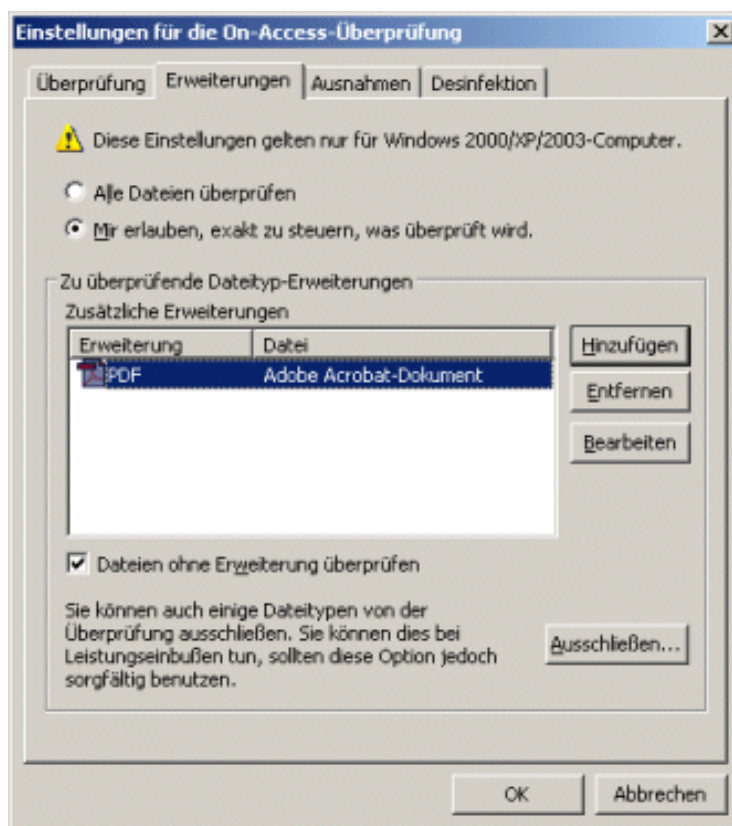 Einstellungen für die On-Access-Überprüfung
Überprüfung Erweiterungen Ausnahmen Desinfektion
Diese Einstellungen gelten nur für Windows 2000/XP/2003-Computer.
Alle Dateien überprüfen
Mir erlauben, exakt zu steuern, was überprüft wird.
Zu überprüfende Dateityp-Erweiterungen
Zusätzliche Erweiterungen
Erweiterung Datei
PDF Adobe Acrobat-Dokument
Hinzufügen
Entfernen
Bearbeiten
Dateien ohne Erweiterung überprüfen
Sie können auch einige Dateitypen von der
Überprüfung ausschließen. Sie können dies bei
Leistungseinbußen tun, sollten diese Option jedoch
sorgfältig benutzen.
Ausschließen...
OK Abbrechen